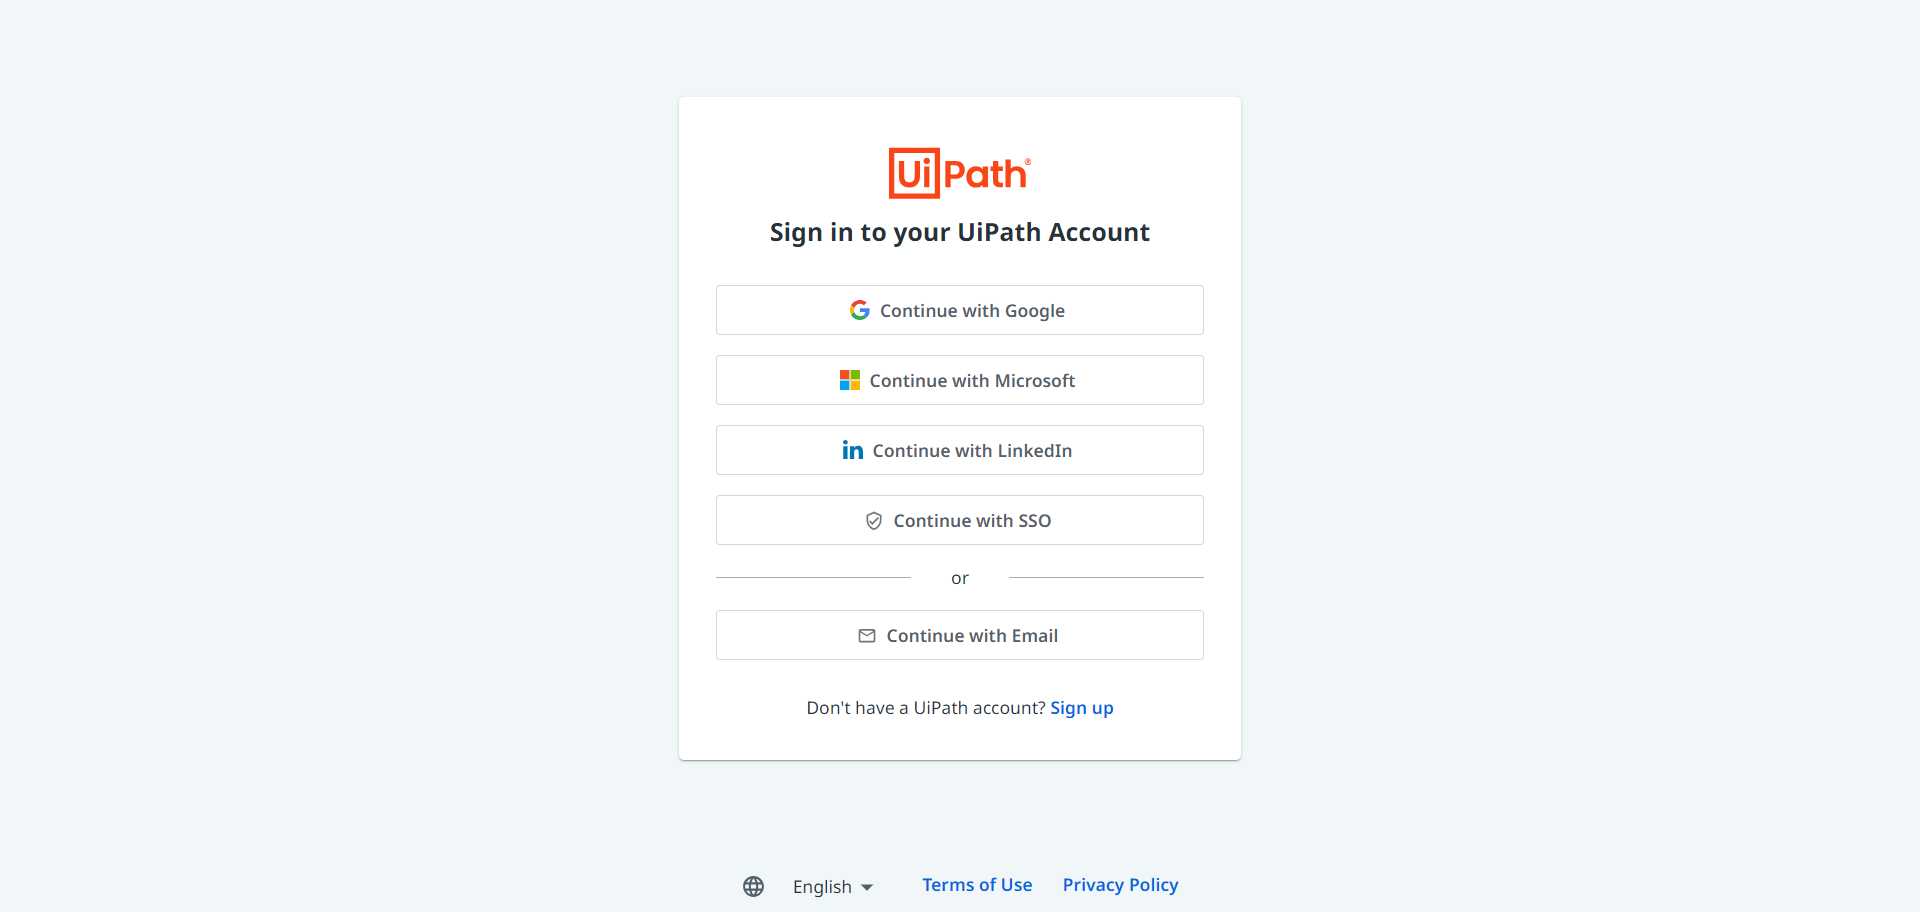 UiPath®
Sign in to your UiPath Account
Continue with Google
Continue with Microsoft
Continue with LinkedIn
Continue with SSO
or
Continue with Email
Don't have a UiPath account? Sign up
English Terms of Use Privacy Policy